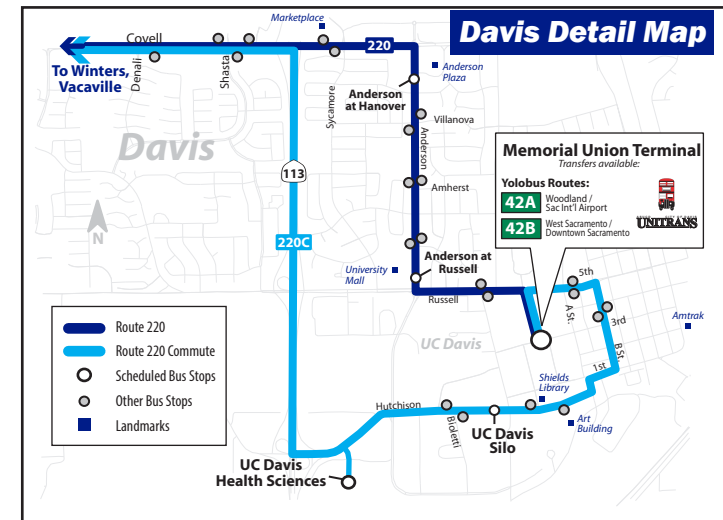 Davis Detail Map
Marketplace
Covell
220
To Winters,
Vacaville
Denali
Shasta
Sycamore
Anderson
Plaza
Anderson
at Hanover
Villanova
Anderson
Davis
113
Amherst
N
220C
Memorial Union Terminal
Transfers available:
Yolobus Routes:
42A
Woodland /
Sac Int'l Airport
42B
West Sacramento /
Downtown Sacramento
UNITRANS
University
Mall
Anderson at
Russell
Russell
5th
A St.
3rd
B St.
1st
Amtrak
UC Davis
Route 220
Route 220 Commute
Scheduled Bus Stops
Other Bus Stops
Landmarks
Shields
Library
Hutchison
Bioletti
UC Davis
Silo
Art
Building
UC Davis
Health Sciences